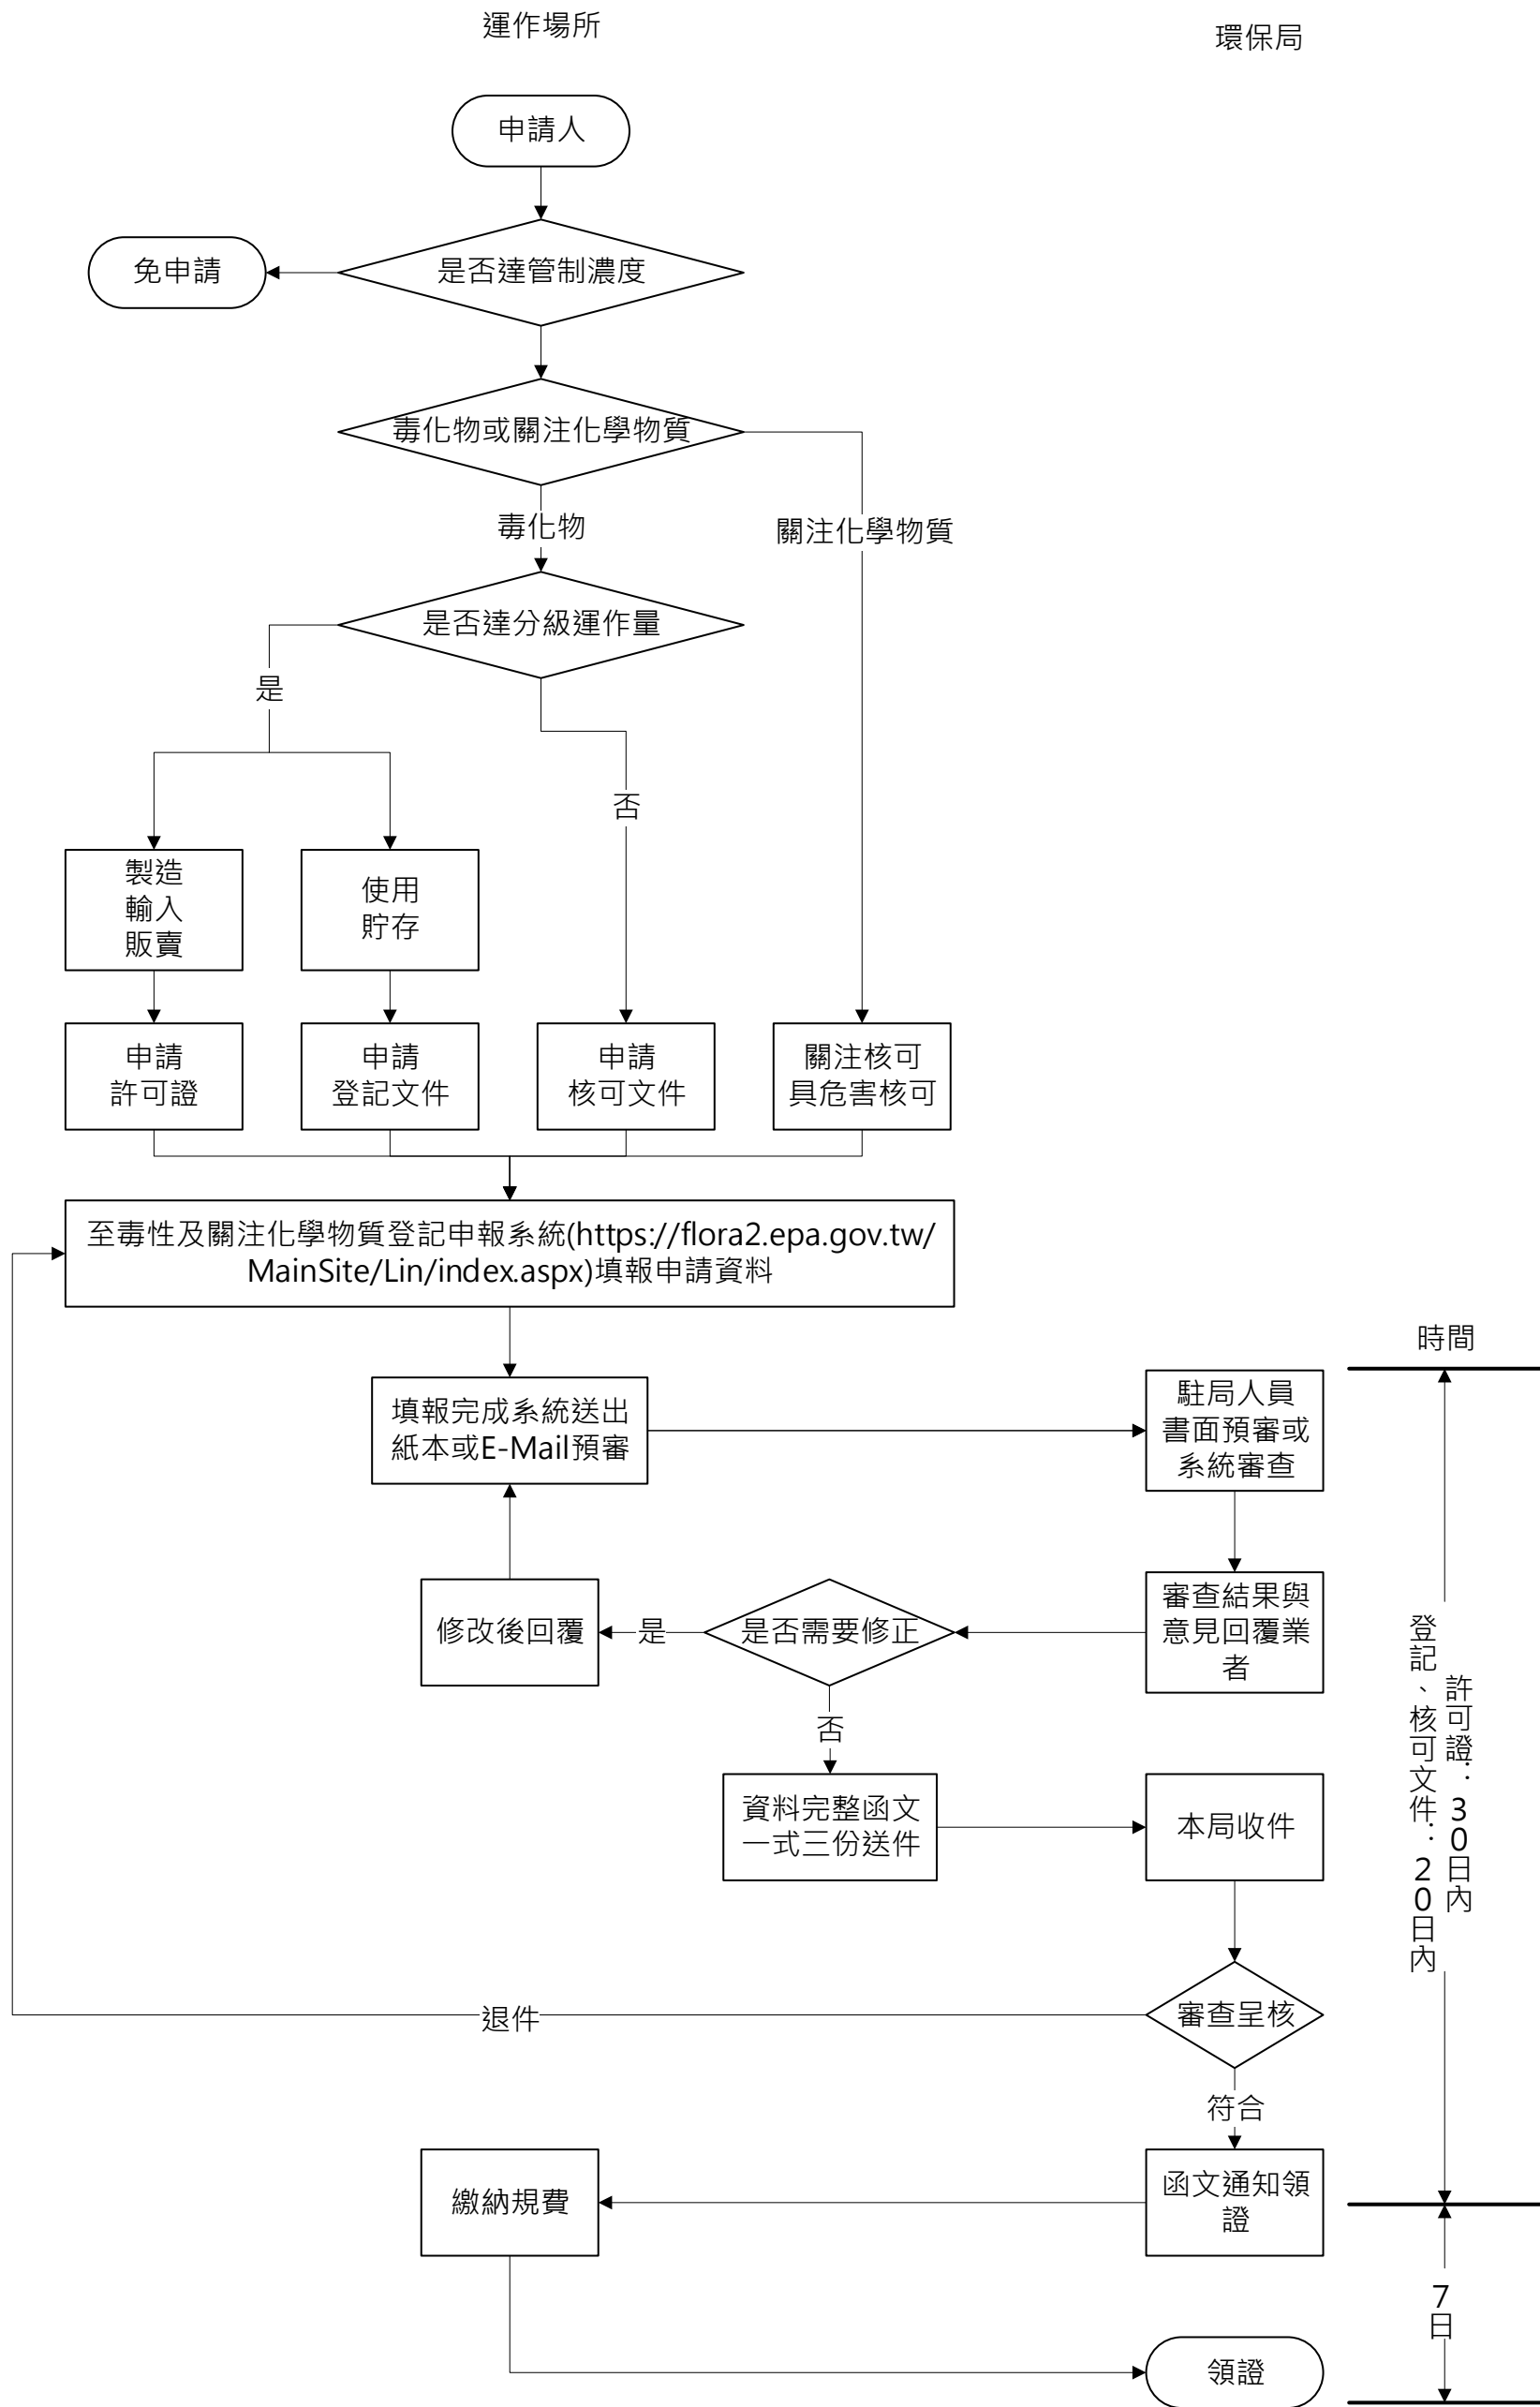 運作場所
環保局
申請人
免申請
是否達管制濃度
毒化物或關注化學物質
毒化物
關注化學物質
是否達分級運作量
是
否
製造
輸入
販賣
使用
貯存
申請
許可證
申請
登記文件
申請
核可文件
關注核可
具危害核可
至毒性及關注化學物質登記申報系統(https://flora2.epa.gov.tw/
MainSite/Lin/index.aspx)填報申請資料
時間
填報完成系統送出
紙本或E-Mail預審
駐局人員
書面預審或
系統審查
修改後回覆
是
是否需要修正
審查結果與
意見回覆業
者
許可證：30日內
登記、核可文件：20日內
否
資料完整函文
一式三份送件
本局收件
退件
審查呈核
符合
繳納規費
函文通知領
證
7日
領證